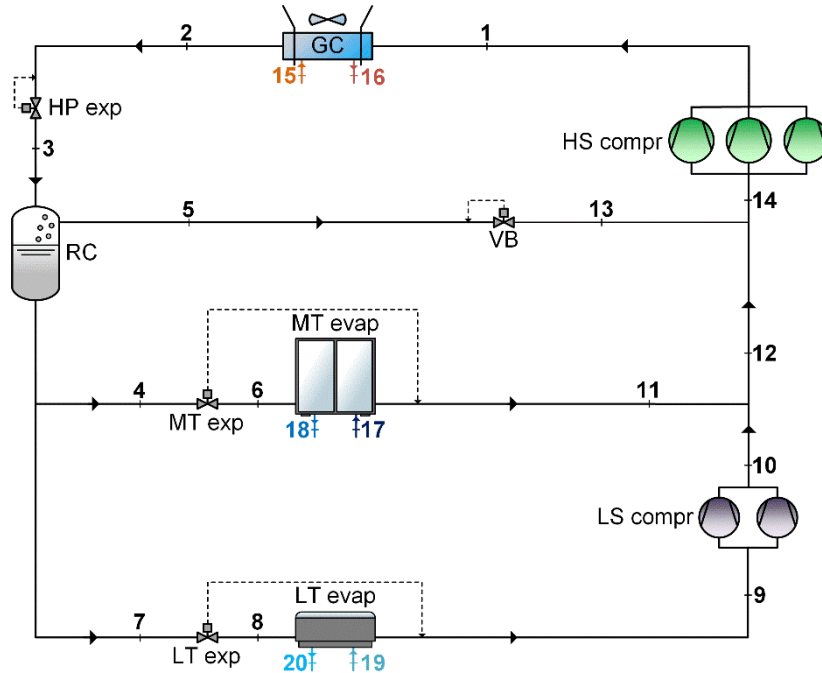 2
GC
1
15
16
HP exp
HS compr
3
14
5
13
RC
VB
MT evap
12
4
6
11
MT exp
18
17
10
LS compr
LT evap
9
7
8
LT exp
20
19